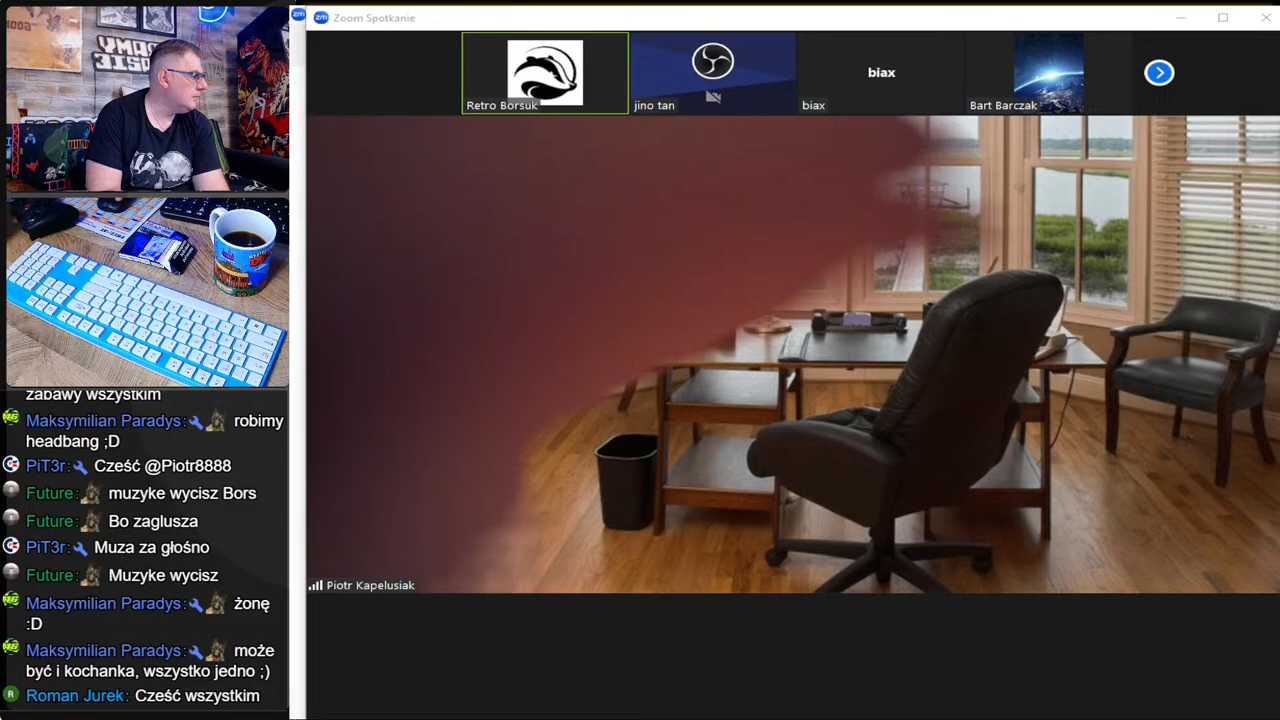 Zoom Spotkanie
Retro Borsuk
jino tan
biax
biax
Bart Barczak
Piotr Kapelusiak
zabawy wszystkim
Maksymilian Paradys: robimy
headbang ;D
PiT3r: Cześć @Piotr8888
Future: muzyke wycisz Bors
Future: Bo zaglusza
PiT3r: Muza za głośno
Future: Muzyke wycisz
Maksymilian Paradys: żonę
:D
Maksymilian Paradys: może
być i kochanka, wszystko jedno ;)
R Roman Jurek: Cześć wszystkim